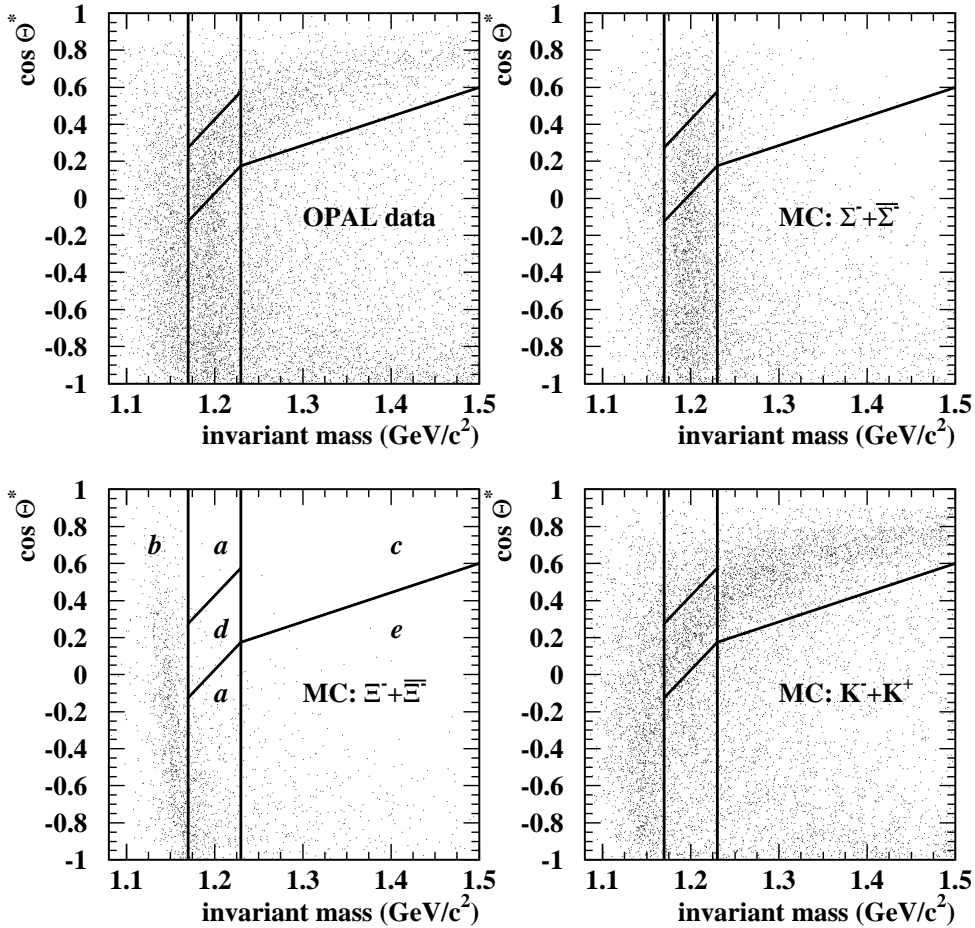 cos Θ*
1
0.8
0.6
0.4
0.2
0
-0.2
-0.4
-0.6
-0.8
-1
OPAL data
1.1 1.2 1.3 1.4 1.5
invariant mass (GeV/c²)
cos Θ*
1
0.8
0.6
0.4
0.2
0
-0.2
-0.4
-0.6
-0.8
-1
MC: Σ⁻+Σ̅⁻
1.1 1.2 1.3 1.4 1.5
invariant mass (GeV/c²)
cos Θ*
1
0.8
0.6
0.4
0.2
0
-0.2
-0.4
-0.6
-0.8
-1
b a c
d e
a MC: Ξ⁻+Ξ̅⁻
1.1 1.2 1.3 1.4 1.5
invariant mass (GeV/c²)
cos Θ*
1
0.8
0.6
0.4
0.2
0
-0.2
-0.4
-0.6
-0.8
-1
MC: K⁻+K⁺
1.1 1.2 1.3 1.4 1.5
invariant mass (GeV/c²)